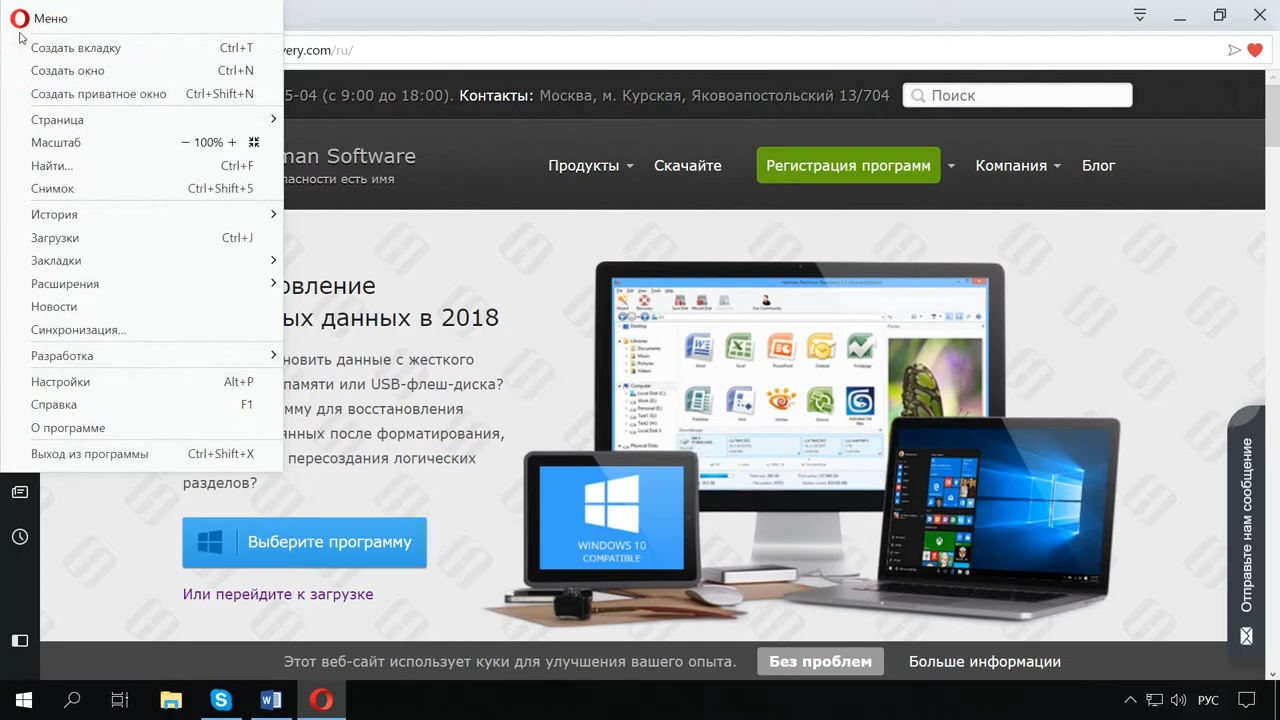 Меню
Создать вкладку Ctrl+T
Создать окно Ctrl+N
Создать приватное окно Ctrl+Shift+N
Страница
Масштаб − 100% +
Найти... Ctrl+F
Снимок Ctrl+Shift+5
История
Загрузки Ctrl+J
Закладки
Расширения
Новости
Синхронизация...
Разработка
Настройки Alt+P
Справка F1
О программе
Выход из программы Ctrl+Shift+X
very.com/ru/
5-04 (с 9:00 до 18:00). Контакты: Москва, м. Курская, Яковоапостольский 13/704
Поиск
man Software
пасности есть имя
Продукты
Скачайте
Регистрация программ
Компания
Блог
овление
ых данных в 2018
новить данные с жесткого
памяти или USB-флеш-диска?
мму для восстановления
нных после форматирования,
пересоздания логических
разделов?
Выберите программу
Или перейдите к загрузке
WINDOWS 10
COMPATIBLE
Отправьте нам сообщение
Этот веб-сайт использует куки для улучшения вашего опыта.
Без проблем
Больше информации
РУС